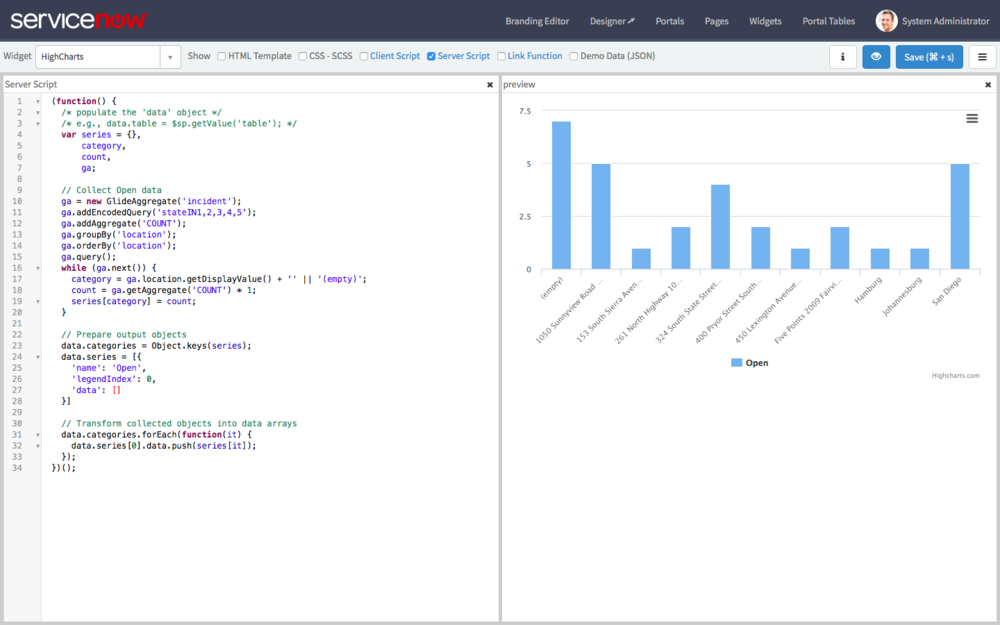 servicenow
Branding Editor Designer Portals Pages Widgets Portal Tables System Administrator
Widget HighCharts Show HTML Template CSS - SCSS Client Script Server Script Link Function Demo Data (JSON) i Save (⌘ + s)
Server Script
1 (function() {
2 /* populate the 'data' object */
3 /* e.g., data.table = $sp.getValue('table'); */
4 var series = {},
5 category,
6 count,
7 ga;
8
9 // Collect Open data
10 ga = new GlideAggregate('incident');
11 ga.addEncodedQuery('stateIN1,2,3,4,5');
12 ga.addAggregate('COUNT');
13 ga.groupBy('location');
14 ga.orderBy('location');
15 ga.query();
16 while (ga.next()) {
17 category = ga.location.getDisplayValue() + '' || '(empty)';
18 count = ga.getAggregate('COUNT') * 1;
19 series[category] = count;
20 }
21
22 // Prepare output objects
23 data.categories = Object.keys(series);
24 data.series = [{
25 'name': 'Open',
26 'legendIndex': 0,
27 'data': []
28 }]
29
30 // Transform collected objects into data arrays
31 data.categories.forEach(function(it) {
32 data.series[0].data.push(series[it]);
33 });
34 })();
preview
7.5
5
2.5
0
(empty)
1050 Sunnyview Road...
153 South Sierra Aven...
261 North Highway 10...
324 South State Street...
400 Pryor Street South...
450 Lexington Avenue...
Five Points 2009 Fairvi...
Hamburg
Johannesburg
San Diego
Open
Highcharts.com